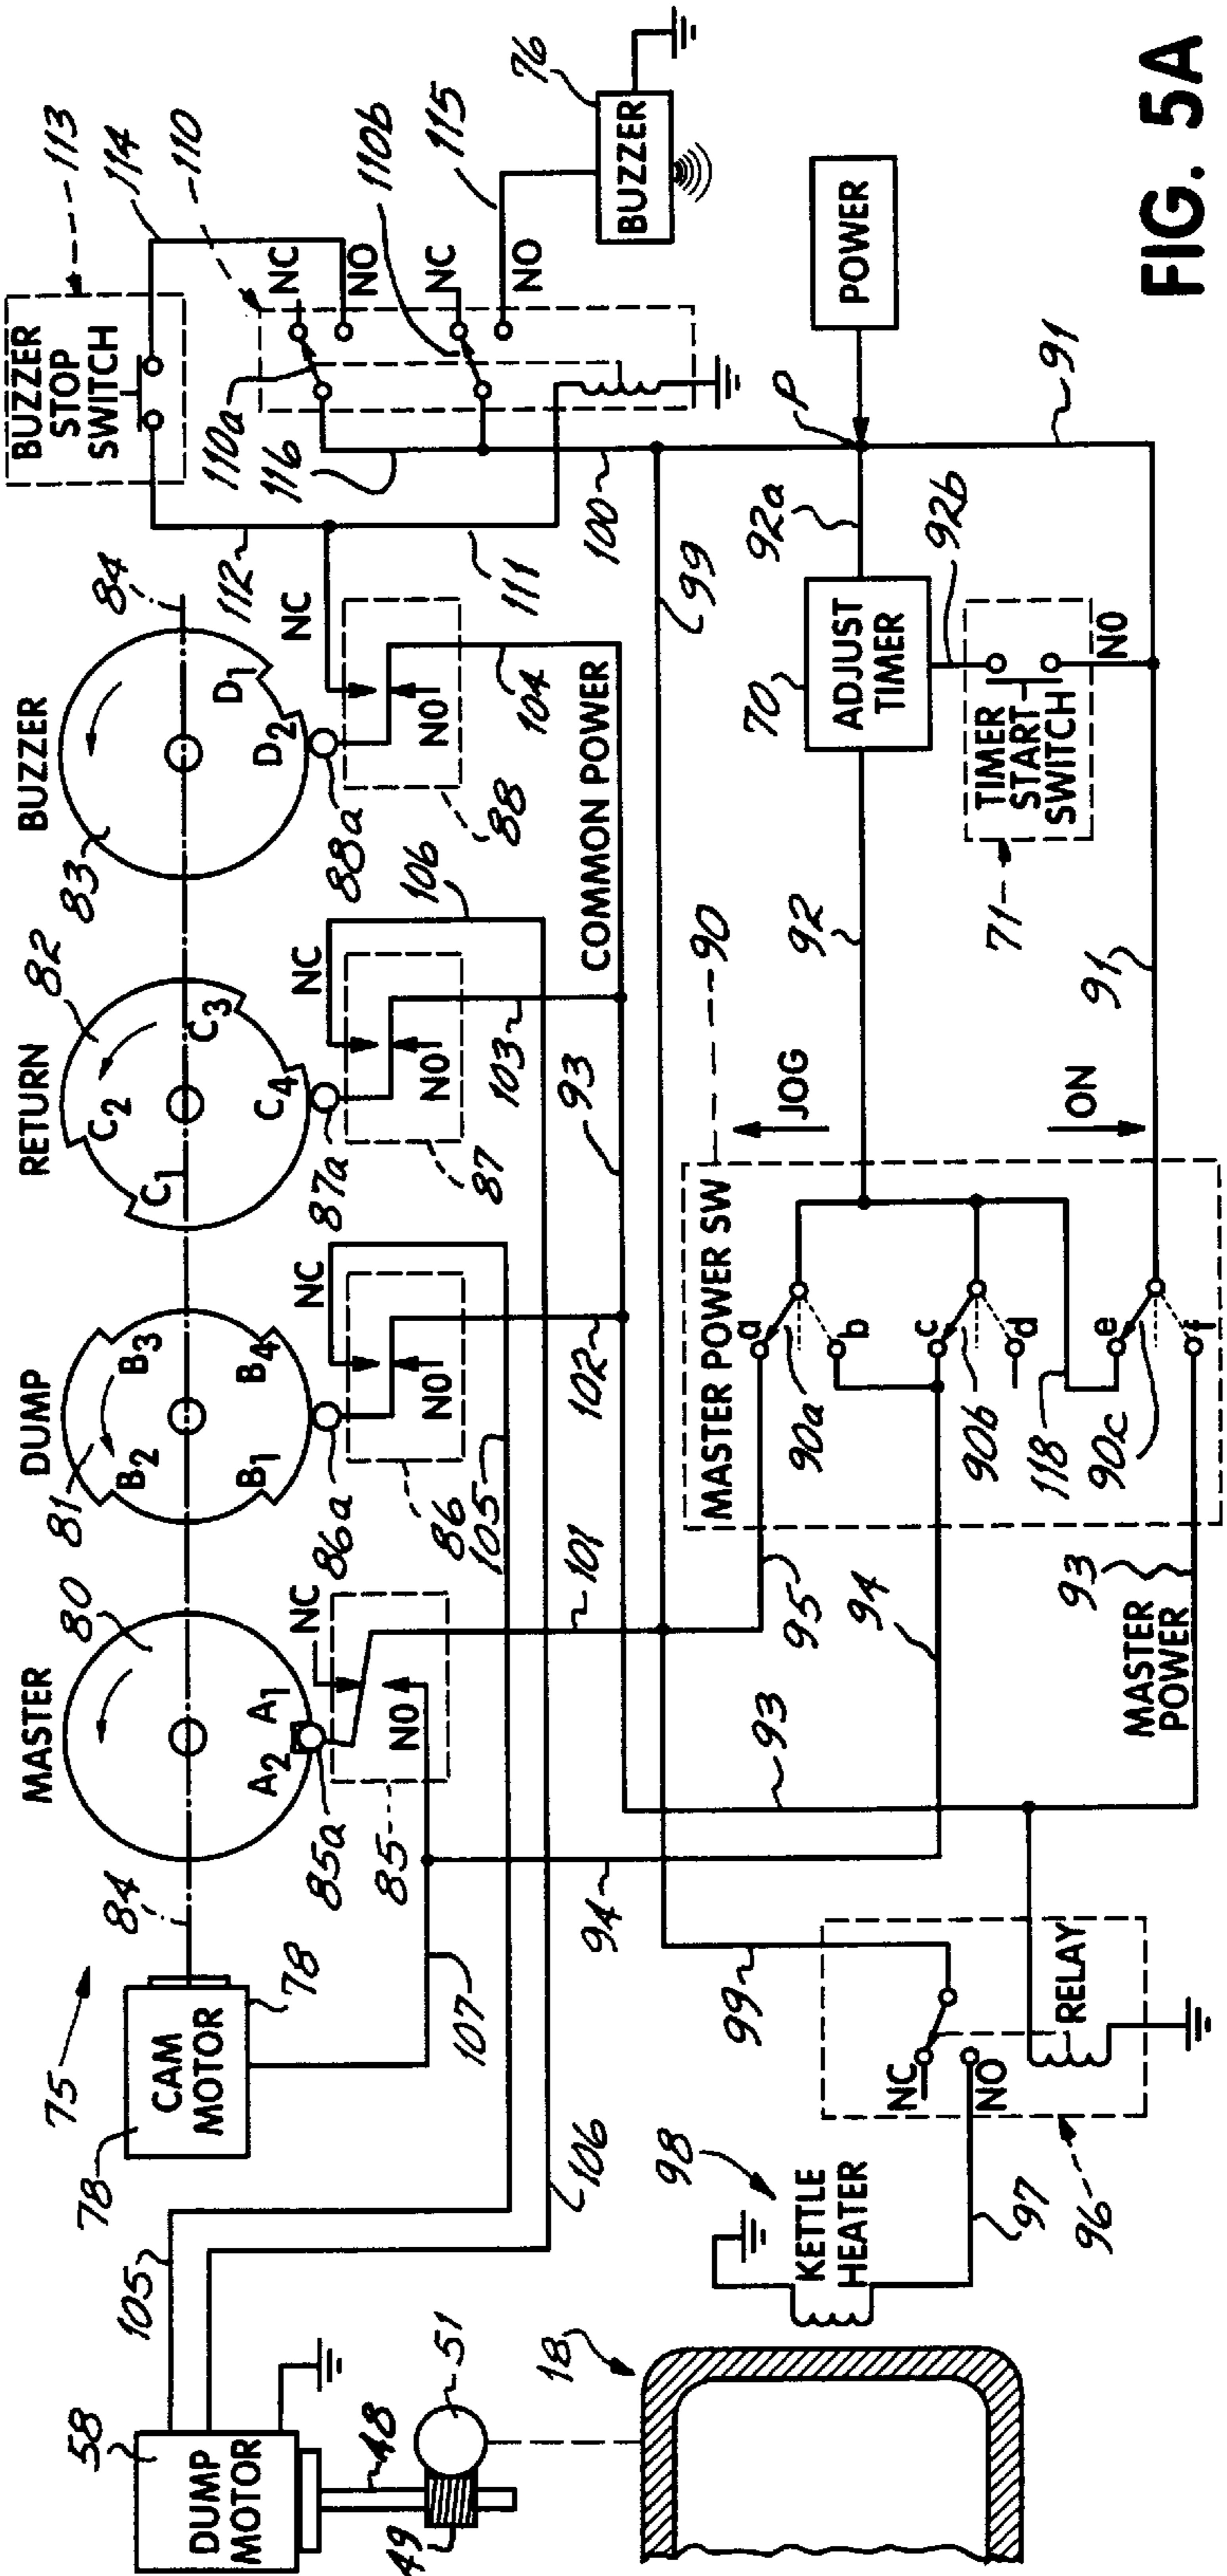 75
84
MASTER
80
A2 A1
85a
85
NC
NO
DUMP
81
B2 B3
B1 B4
86a
86
NC
NO
102
RETURN
82
C1 C2
C4 C3
87a
87
NC
NO
103
106
BUZZER
83
D2 D1
84
88a
88
NC
NO
104
COMMON POWER
BUZZER
STOP
SWITCH
113
114
112
111
110
110a
110b
116
NC
NO
NC
NO
115
76
BUZZER
58
DUMP
MOTOR
105
48
49
51
18
78
CAM
MOTOR
78
107
106
105
101
93
94
99
98
KETTLE
HEATER
97
96
NC
NO
RELAY
99
100
93
95
94
93
MASTER
POWER
MASTER POWER SW
90
a
b
90a
c
d
90b
118
e
f
90c
JOG
ON
92
70
ADJUST
TIMER
92a
92b
TIMER
START
SWITCH
71
NO
91
91
P
POWER
FIG. 5A